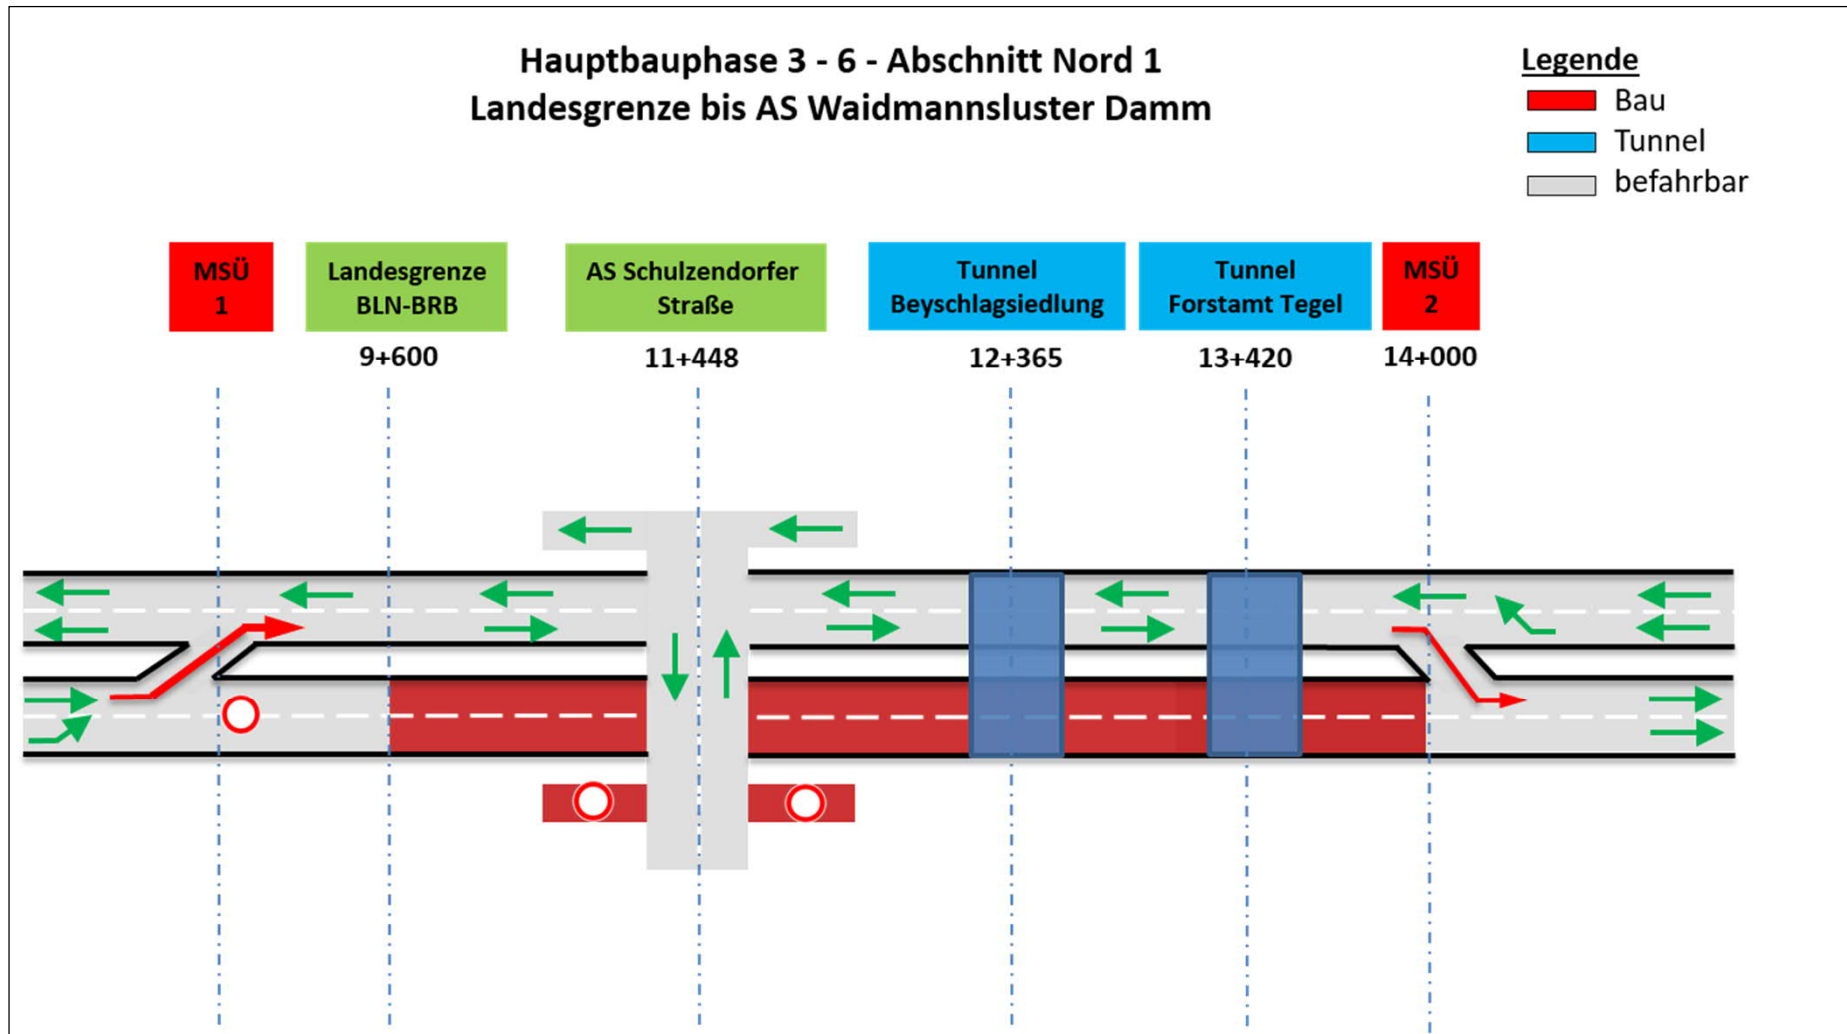 Hauptbauphase 3 - 6 - Abschnitt Nord 1
Landesgrenze bis AS Waidmannsluster Damm
Legende
Bau
Tunnel
befahrbar
MSÜ
1
Landesgrenze
BLN-BRB
9+600
AS Schulzendorfer
Straße
11+448
Tunnel
Beyschlagsiedlung
12+365
Tunnel
Forstamt Tegel
13+420
MSÜ
2
14+000